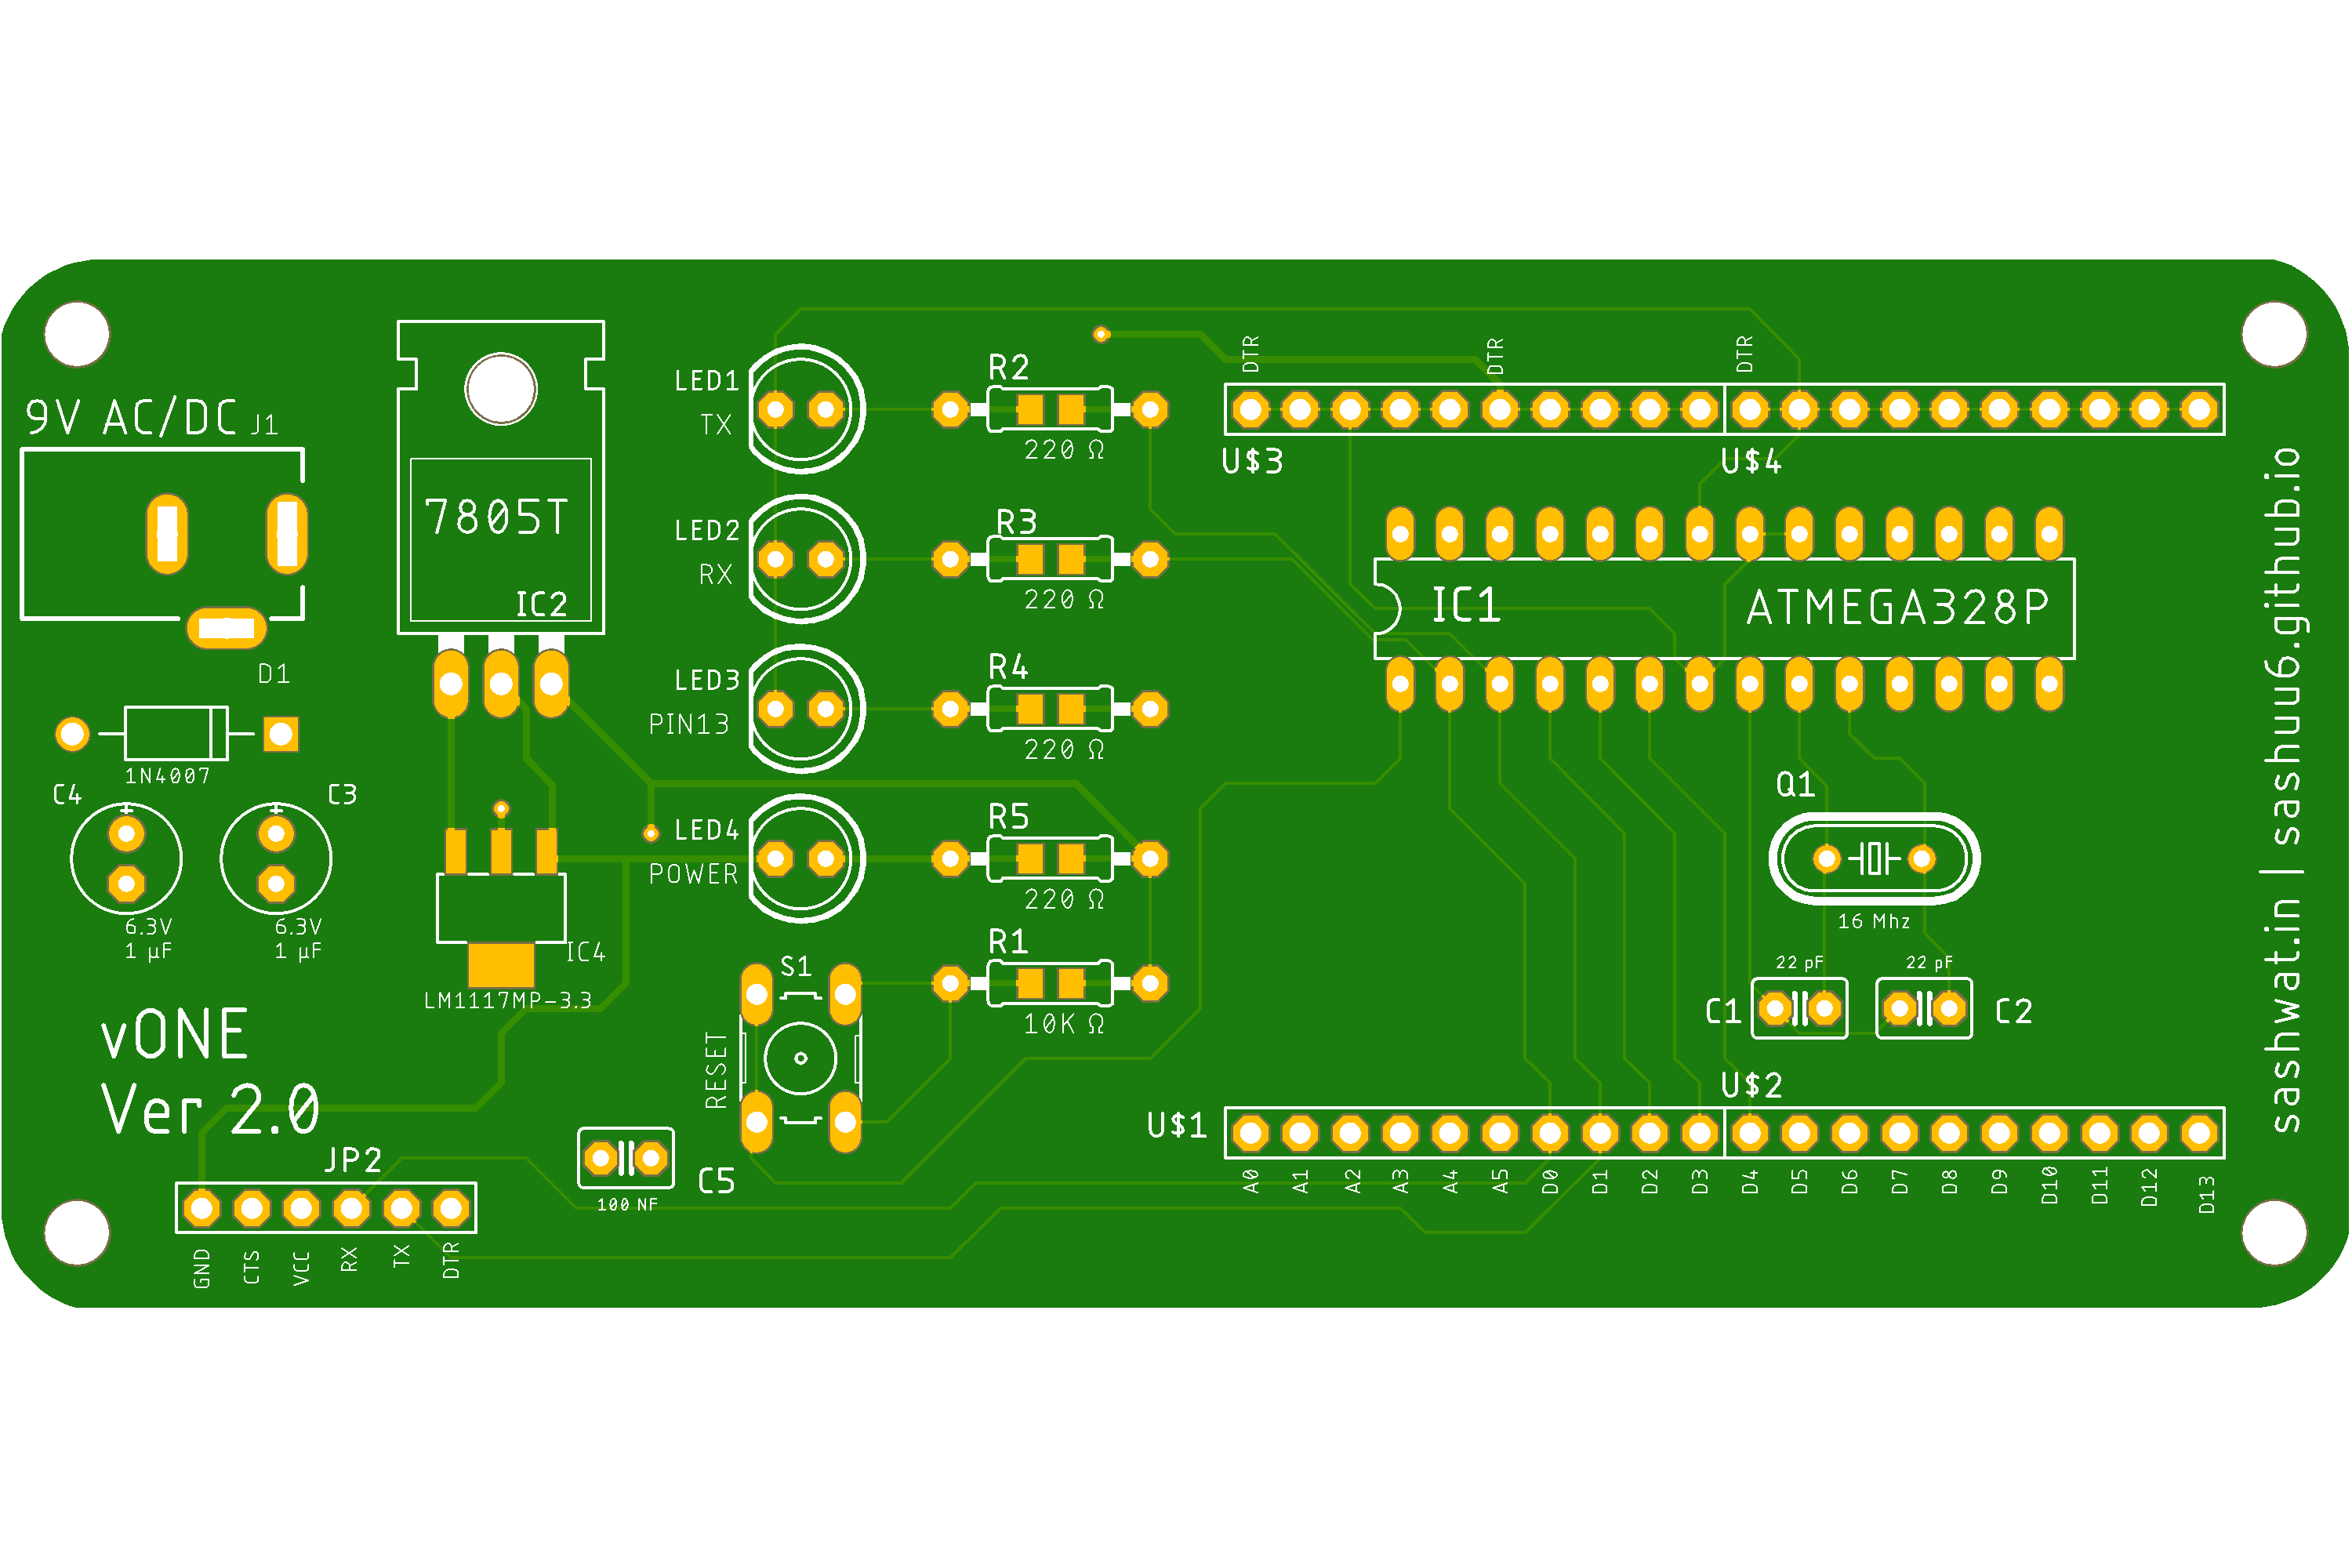 9V AC/DC J1
7805T
IC2
D1
1N4007
C4
C3
6.3V
1 µF
6.3V
1 µF
IC4
LM1117MP-3.3
vONE
Ver 2.0
JP2
GND
CTS
VCC
RX
TX
DTR
LED1
TX
LED2
RX
LED3
PIN13
LED4
POWER
R2
220 Ω
R3
220 Ω
R4
220 Ω
R5
220 Ω
R1
10K Ω
S1
RESET
C5
100 NF
DTR
DTR
DTR
U$3
U$4
IC1
ATMEGA328P
Q1
16 Mhz
22 pF
22 pF
C1
C2
U$2
U$1
A0
A1
A2
A3
A4
A5
D0
D1
D2
D3
D4
D5
D6
D7
D8
D9
D10
D11
D12
D13
sashwat.in | sashuu6.github.io